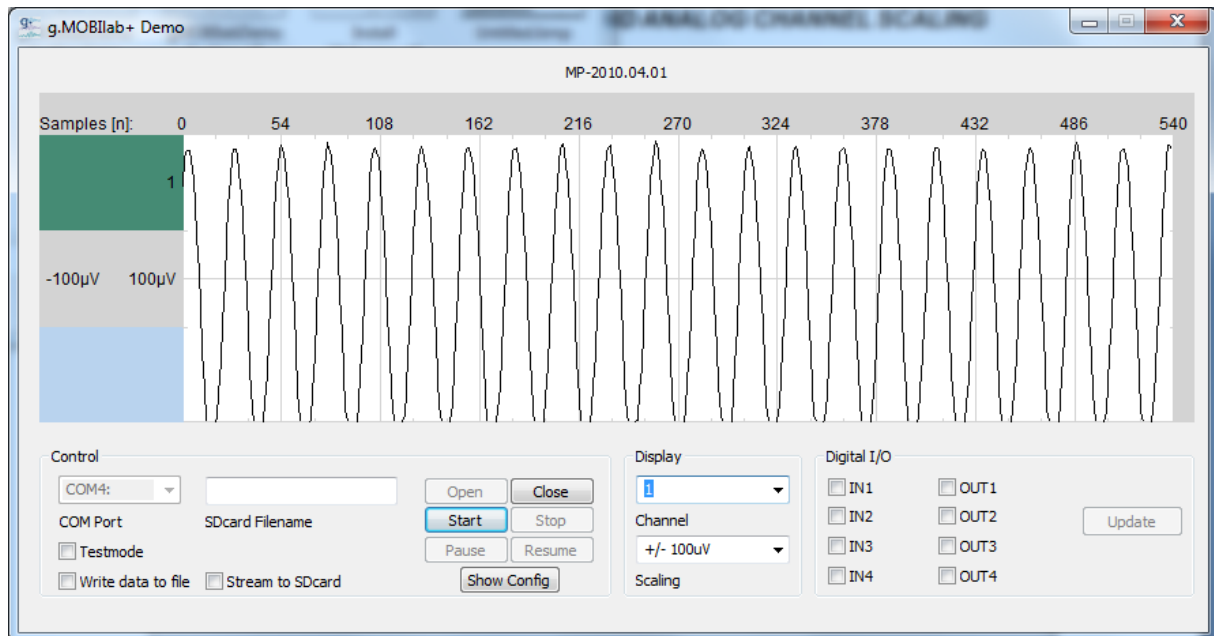 g.MOBIlab+ Demo
D ANALOG CHANNEL SCALING
MP-2010.04.01
Samples [n]: 0 54 108 162 216 270 324 378 432 486 540
1
-100µV 100µV
Control
COM4:
COM Port
SDcard Filename
Testmode
Write data to file
Stream to SDcard
Open
Close
Start
Stop
Pause
Resume
Show Config
Display
1
Channel
+/- 100uV
Scaling
Digital I/O
IN1 OUT1
IN2 OUT2
IN3 OUT3
IN4 OUT4
Update